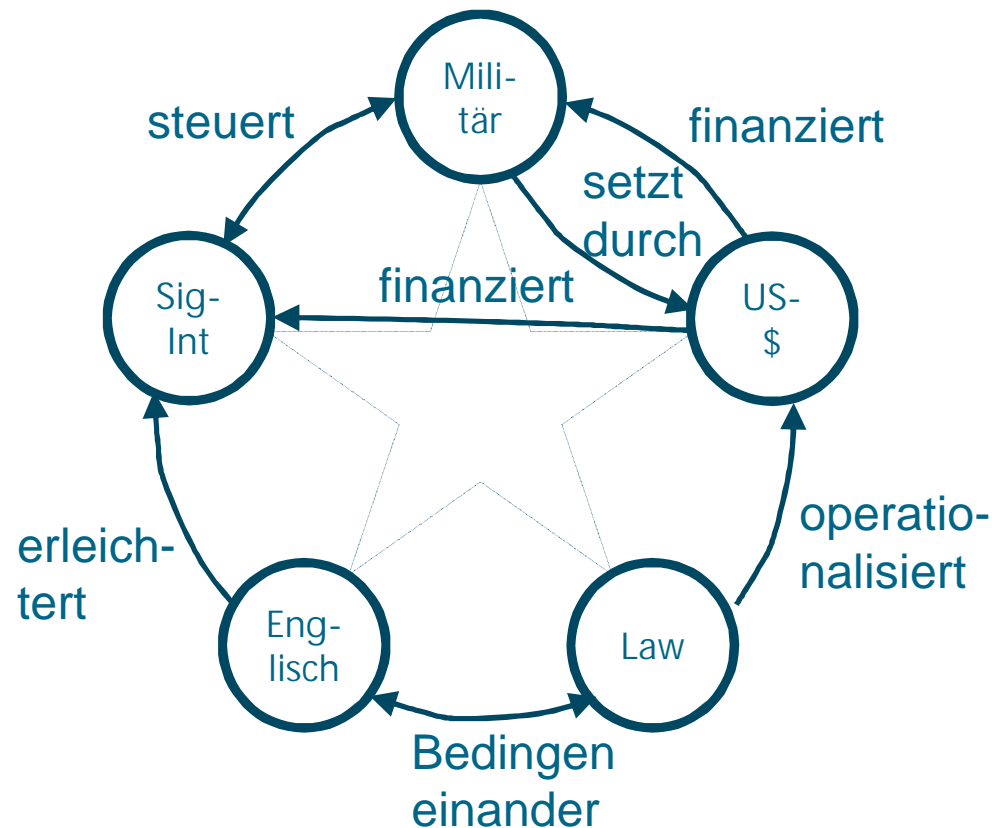 Mili-
tär
steuert
finanziert
setzt
durch
finanziert
Sig-
Int
US-
$
erleich-
tert
operatio-
nalisiert
Eng-
lisch
Law
Bedingen
einander